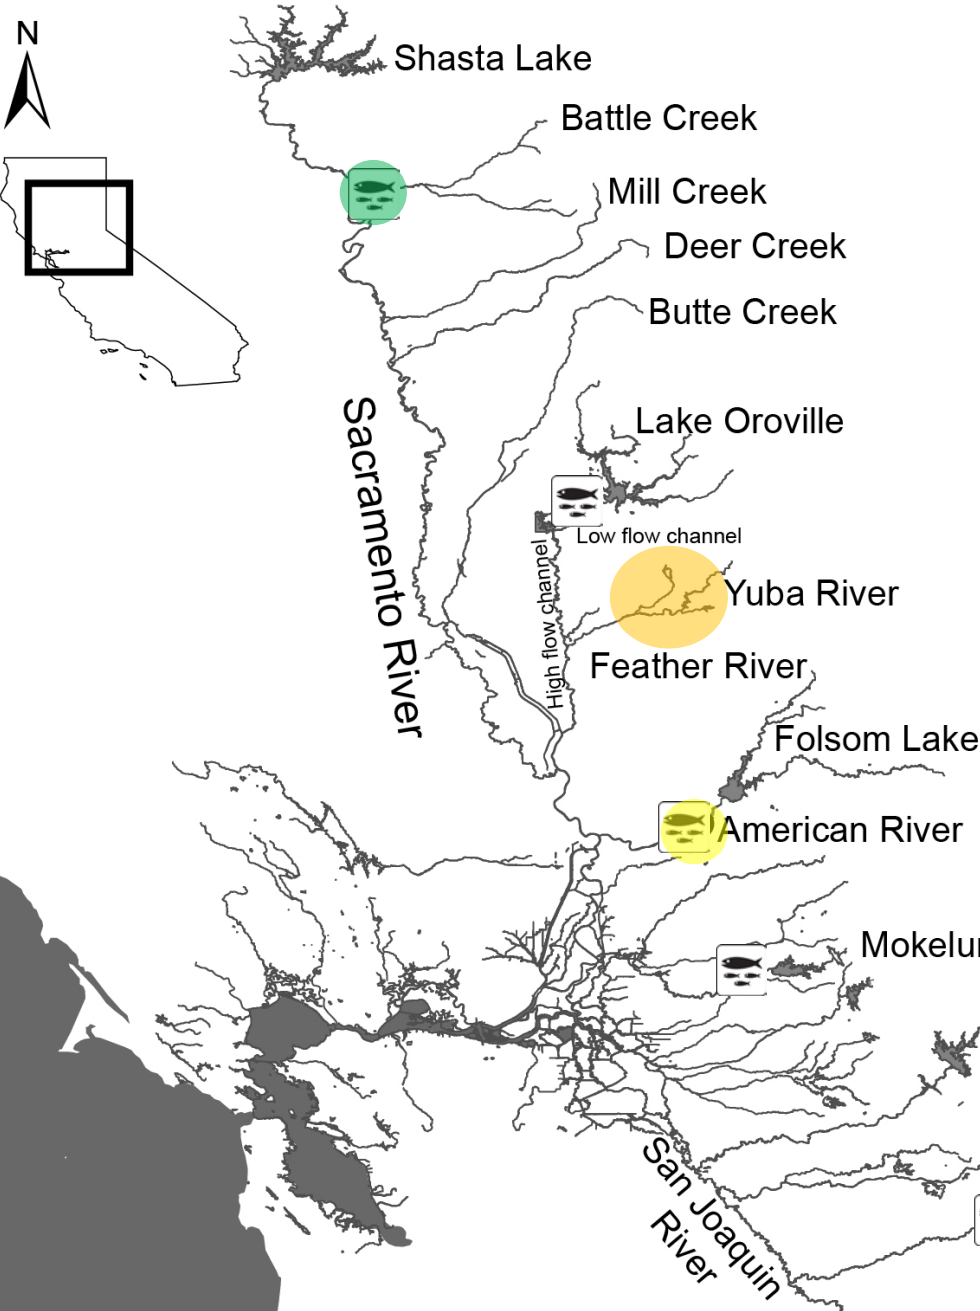 N
Shasta Lake
Battle Creek
Mill Creek
Deer Creek
Butte Creek
Lake Oroville
Sacramento River
Low flow channel
High flow channel
Yuba River
Feather River
Folsom Lake
American River
Mokelu
San Joaquin
River